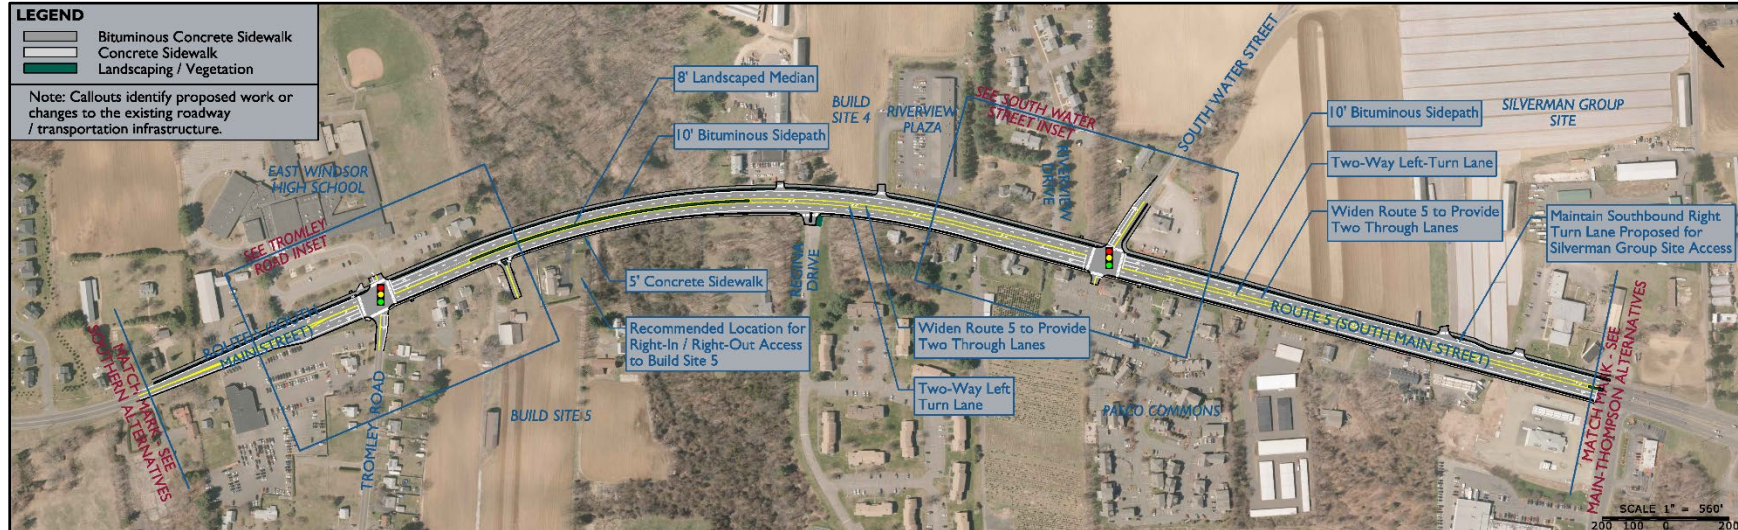 LEGEND
Bituminous Concrete Sidewalk
Concrete Sidewalk
Landscaping / Vegetation
Note: Callouts identify proposed work or
changes to the existing roadway
/ transportation infrastructure.
EAST WINDSOR
HIGH SCHOOL
SEE TROMLEY
ROAD INSET
MATCH MARK - SEE
SOUTHERN ALTERNATIVES
ROUTE 5 (SOUTH
MAIN STREET)
TROMLEY ROAD
8' Landscaped Median
10' Bituminous Sidepath
5' Concrete Sidewalk
Recommended Location for
Right-In / Right-Out Access
to Build Site 5
BUILD SITE 5
BUILD
SITE 4
RIVERVIEW
PLAZA
REGINA
DRIVE
SEE SOUTH WATER
STREET INSET
RIVERVIEW
DRIVE
SOUTH WATER STREET
Widen Route 5 to Provide
Two Through Lanes
Two-Way Left
Turn Lane
PASCO COMMONS
10' Bituminous Sidepath
Two-Way Left-Turn Lane
Widen Route 5 to Provide
Two Through Lanes
SILVERMAN GROUP
SITE
Maintain Southbound Right
Turn Lane Proposed for
Silverman Group Site Access
ROUTE 5 (SOUTH MAIN STREET)
MATCH MARK - SEE
MAIN-THOMPSON ALTERNATIVES
SCALE 1" = 560'
200 100 200